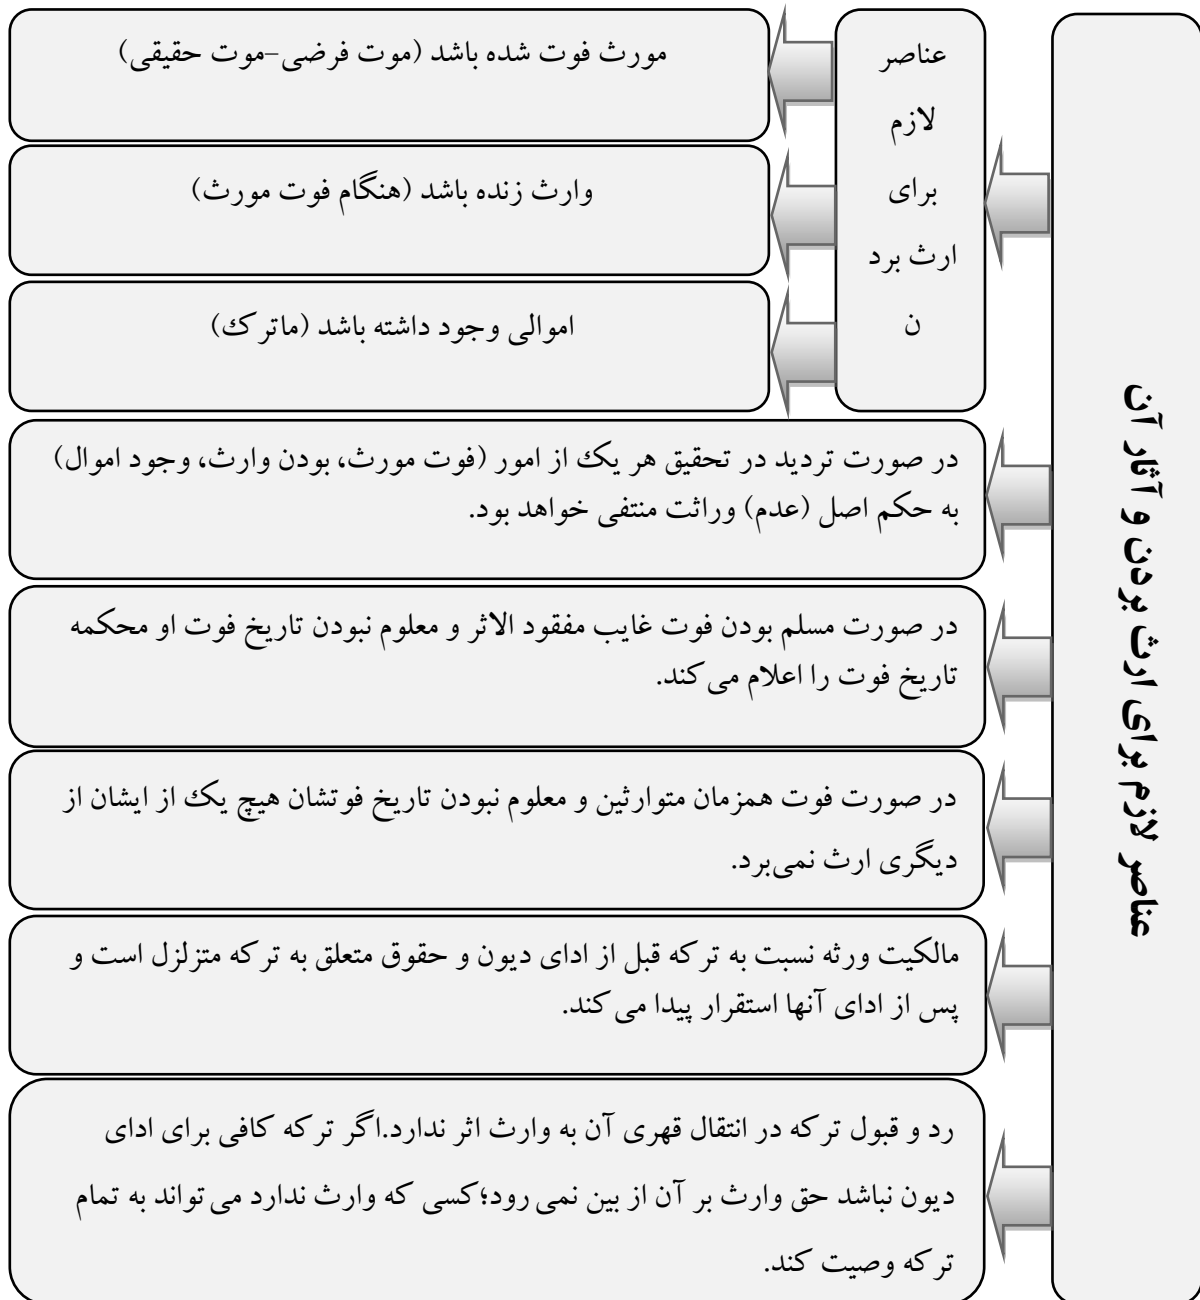 عناصر لازم برای ارث بردن و آثار آن
عناصر
لازم
برای
ارث برد
ن
مورث فوت شده باشد (موت فرضی-موت حقیقی)
وارث زنده باشد (هنگام فوت مورث)
اموالی وجود داشته باشد (ماترک)
در صورت تردید در تحقیق هر یک از امور (فوت مورث، بودن وارث، وجود اموال)
به حکم اصل (عدم) وراثت منتفی خواهد بود.
در صورت مسلم بودن فوت غایب مفقود الاثر و معلوم نبودن تاریخ فوت او محکمه
تاریخ فوت را اعلام می‌کند.
در صورت فوت همزمان متوارثین و معلوم نبودن تاریخ فوتشان هیچ یک از ایشان از
دیگری ارث نمی‌برد.
مالکیت ورثه نسبت به ترکه قبل از ادای دیون و حقوق متعلق به ترکه متزلزل است و
پس از ادای آنها استقرار پیدا می‌کند.
رد و قبول ترکه در انتقال قهری آن به وارث اثر ندارد.اگر ترکه کافی برای ادای
دیون نباشد حق وارث بر آن از بین نمی رود؛کسی که وارث ندارد می تواند به تمام
ترکه وصیت کند.